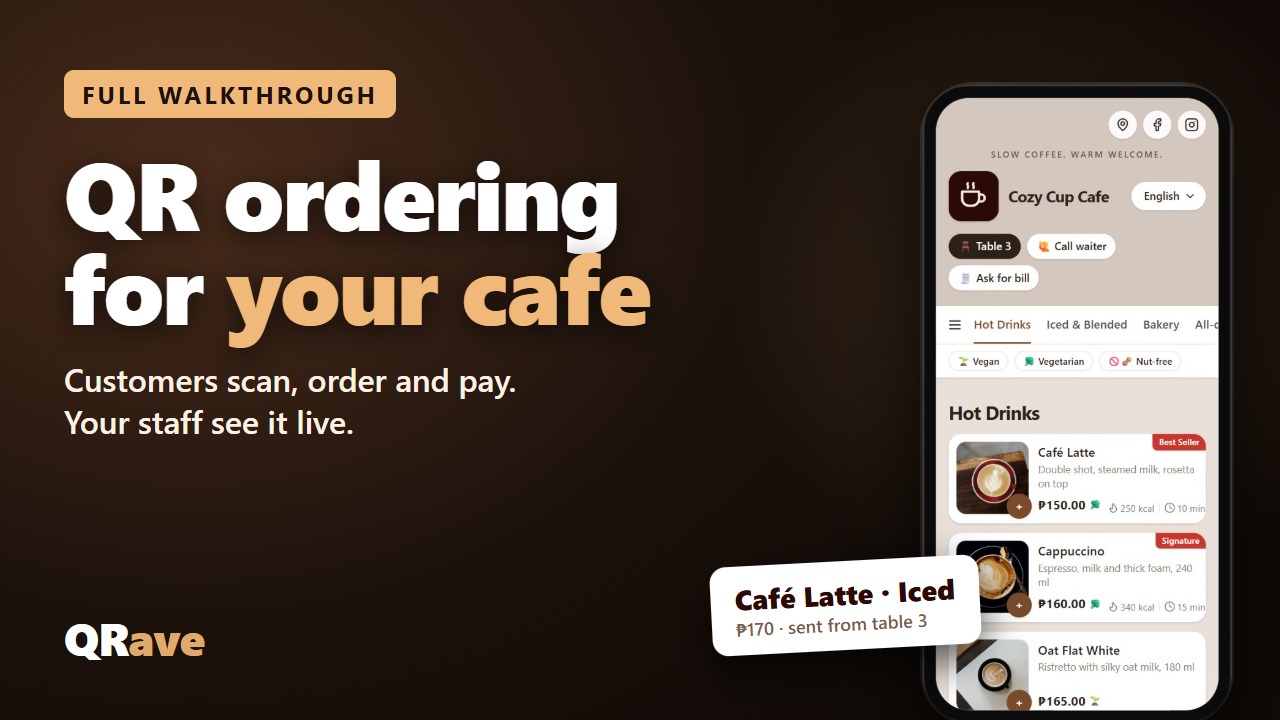 FULL WALKTHROUGH
QR ordering
for your cafe
Customers scan, order and pay.
Your staff see it live.
QRave
SLOW COFFEE. WARM WELCOME.
Cozy Cup Cafe
English
Table 3
Call waiter
Ask for bill
Hot Drinks
Iced & Blended
Bakery
All-d
Vegan
Vegetarian
Nut-free
Hot Drinks
Best Seller
Café Latte
Double shot, steamed milk, rosetta
on top
₱150.00
250 kcal
10 min
Signature
Cappuccino
Espresso, milk and thick foam, 240
ml
₱160.00
340 kcal
15 min
Café Latte · Iced
₱170 · sent from table 3
Oat Flat White
Ristretto with silky oat milk, 180 ml
₱165.00